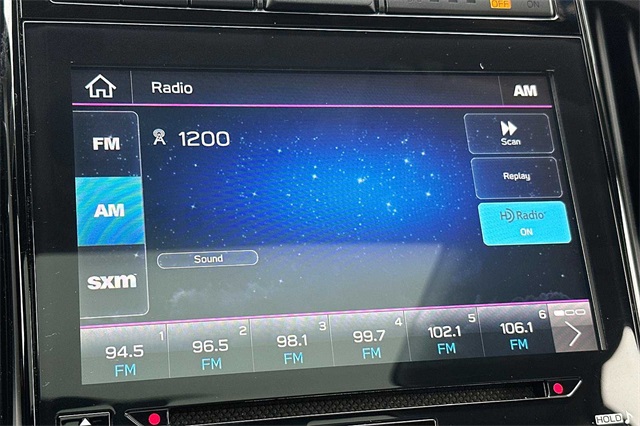 OFF ON
Radio AM
FM
1200
Scan
AM
Replay
HD Radio
ON
sxm
Sound
1 2 3 4 5 6
94.5 96.5 98.1 99.7 102.1 106.1
FM FM FM FM FM FM
HOLD